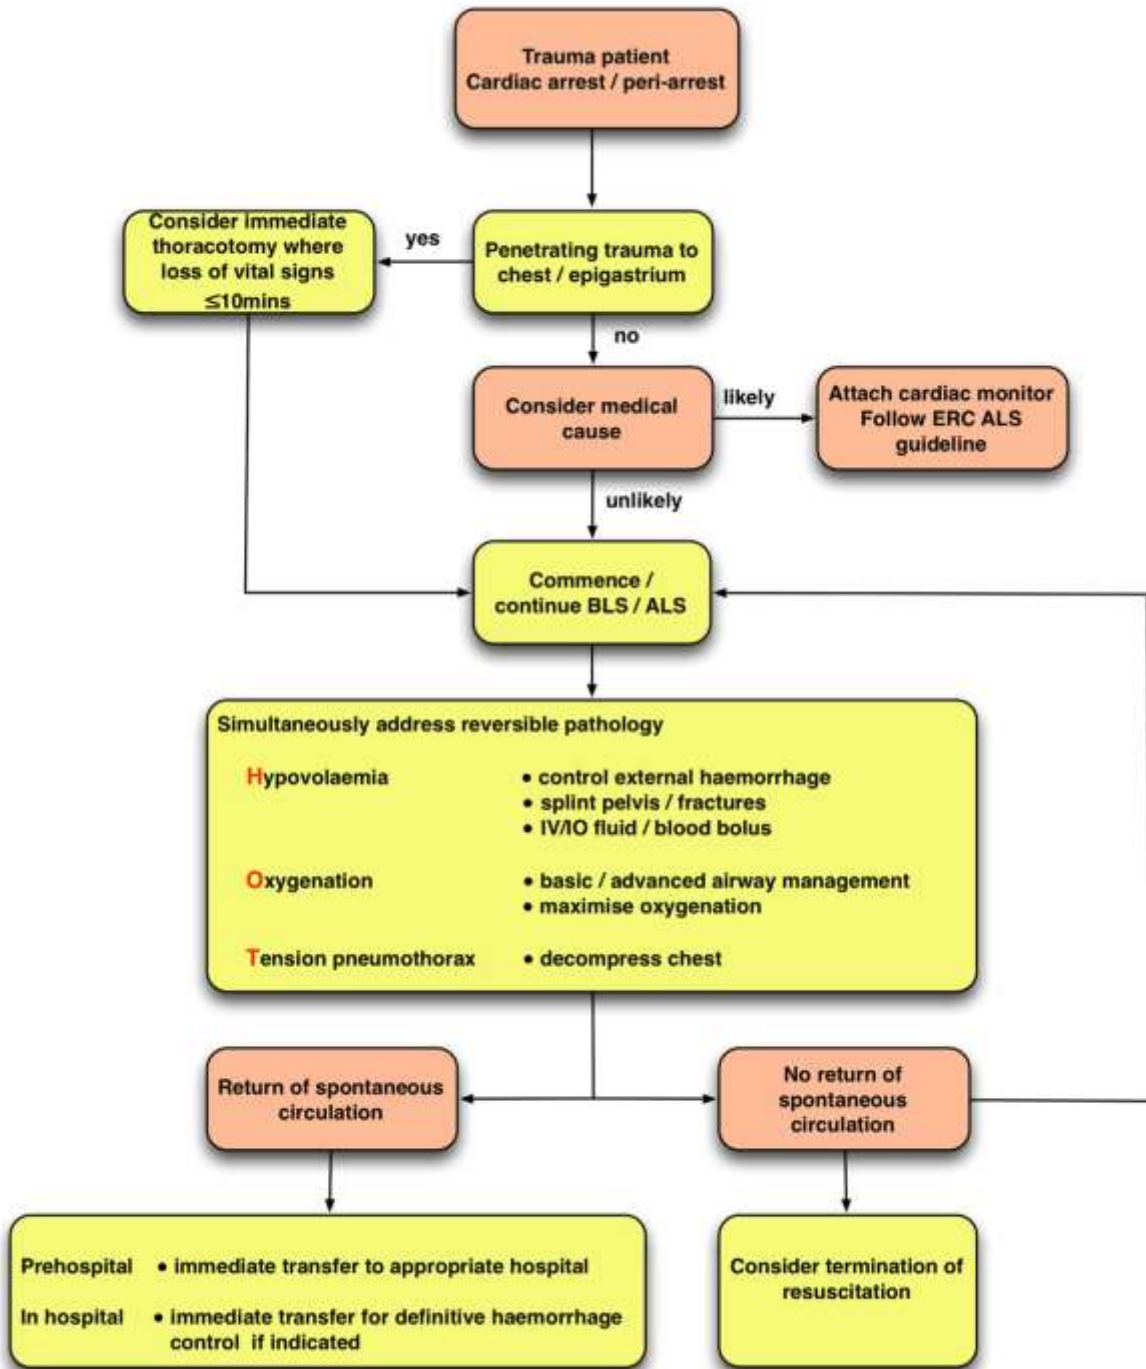 Trauma patient
Cardiac arrest / peri-arrest
Consider immediate
thoracotomy where
loss of vital signs
≤10mins
yes
Penetrating trauma to
chest / epigastrium
no
Consider medical
cause
likely
Attach cardiac monitor
Follow ERC ALS
guideline
unlikely
Commence /
continue BLS / ALS
Simultaneously address reversible pathology
Hypovolaemia • control external haemorrhage
• splint pelvis / fractures
• IV/IO fluid / blood bolus
Oxygenation • basic / advanced airway management
• maximise oxygenation
Tension pneumothorax • decompress chest
Return of spontaneous
circulation
No return of
spontaneous
circulation
Prehospital • immediate transfer to appropriate hospital
In hospital • immediate transfer for definitive haemorrhage
control if indicated
Consider termination of
resuscitation